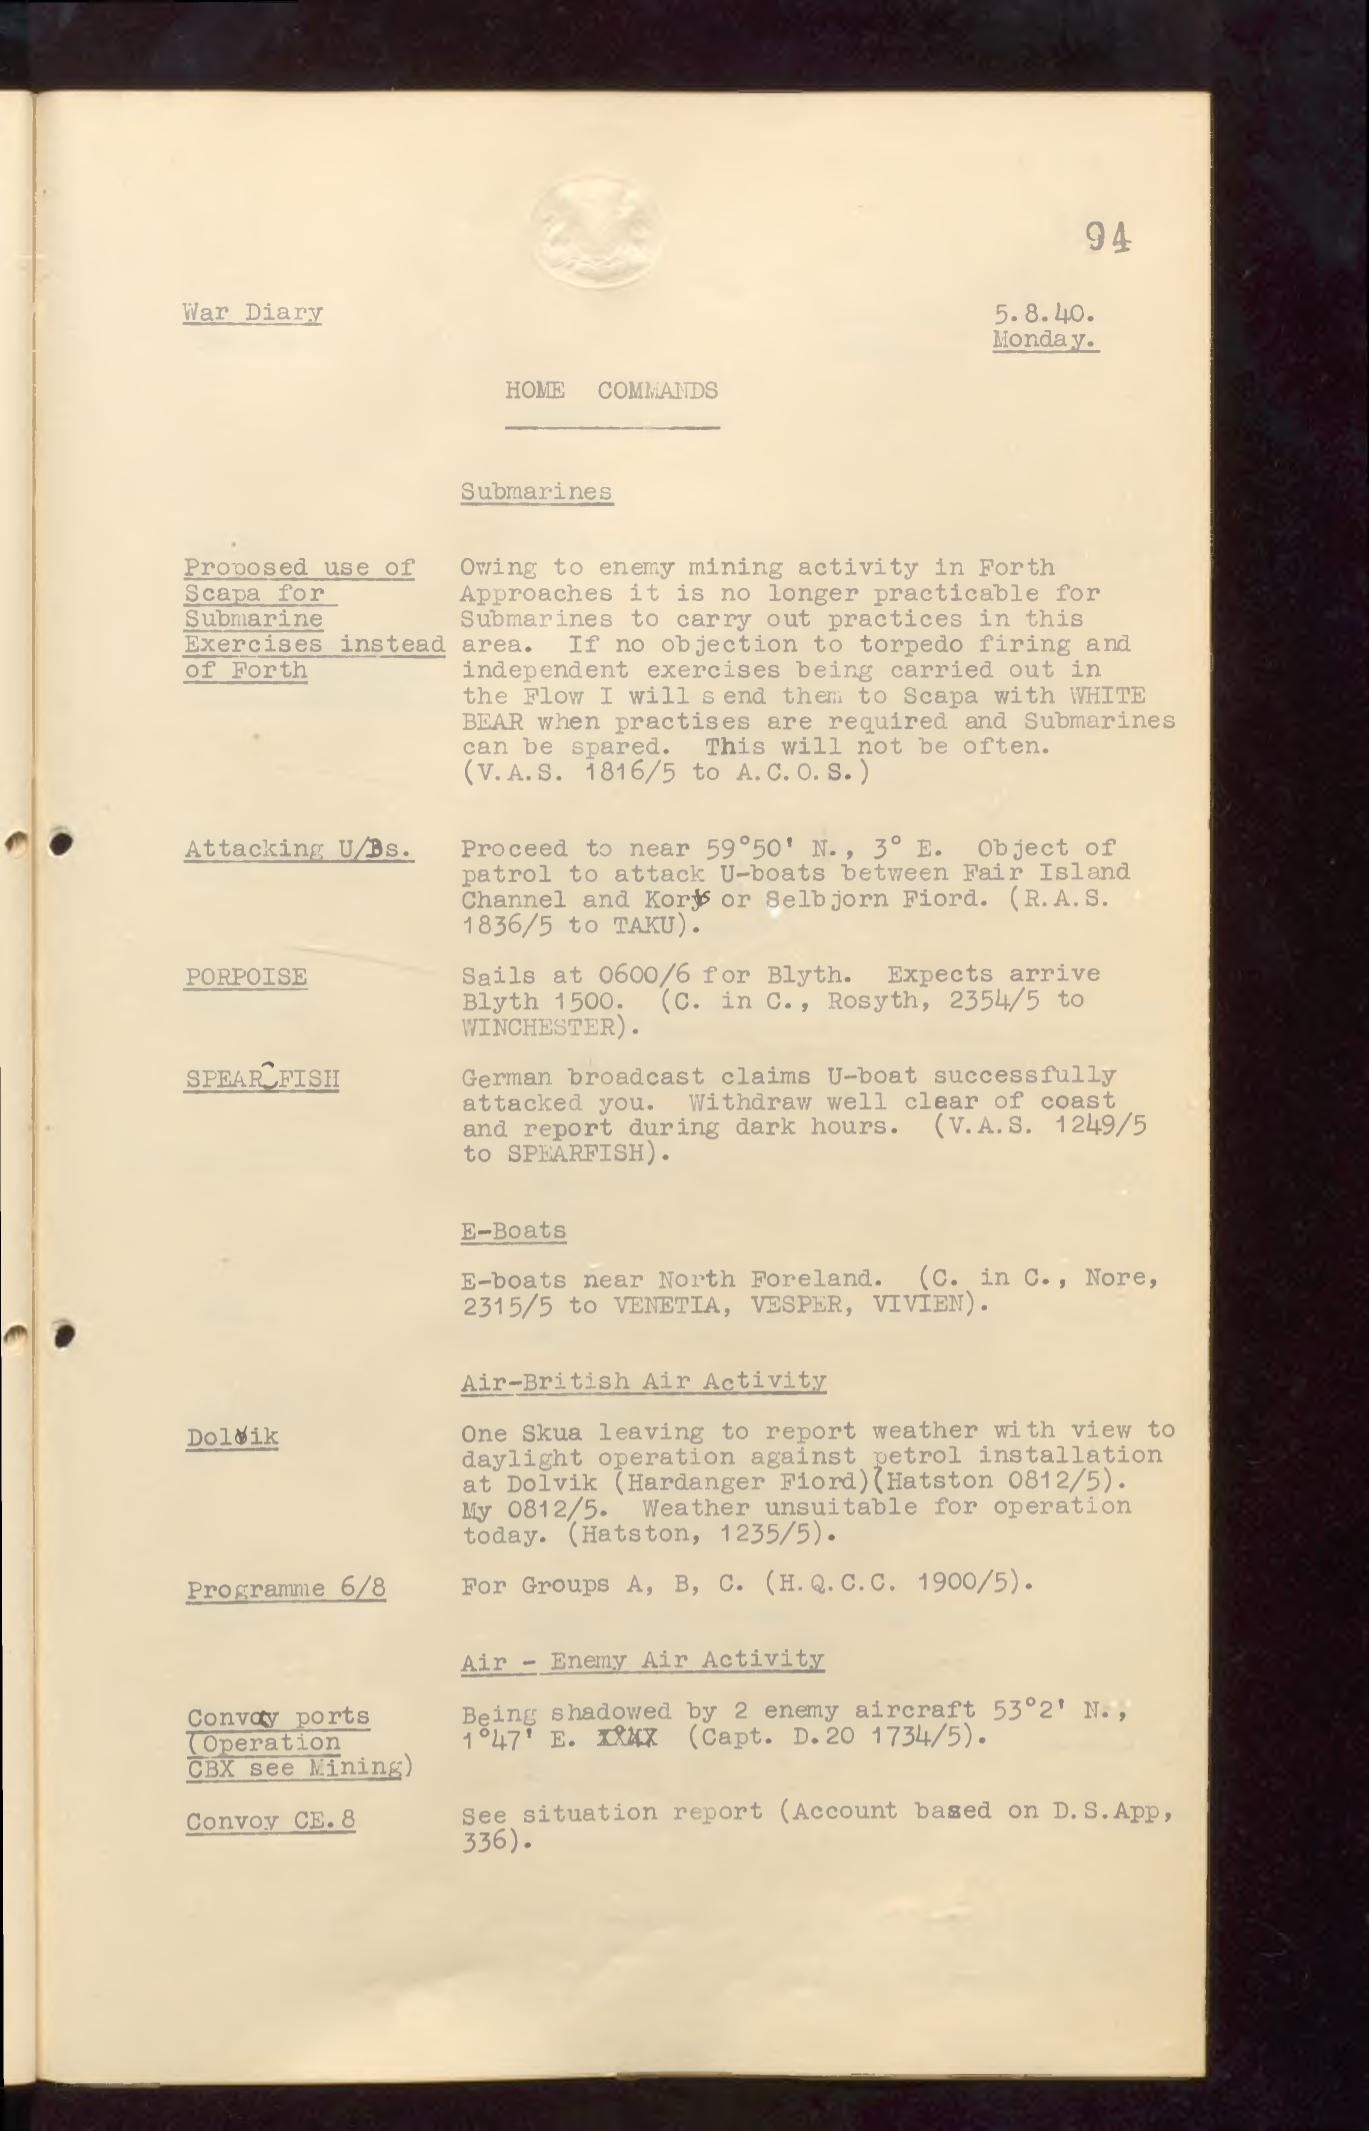 94
War Diary
5.8.40.
Monday.
HOME COMMANDS
Submarines
Proposed use of
Scapa for
Submarine
Exercises instead
of Forth
Owing to enemy mining activity in Forth
Approaches it is no longer practicable for
Submarines to carry out practices in this
area. If no objection to torpedo firing and
independent exercises being carried out in
the Flow I will send them to Scapa with WHITE
BEAR when practises are required and Submarines
can be spared. This will not be often.
(V.A.S. 1816/5 to A.C.O.S.)
Attacking U/Bs.
Proceed to near 59°50' N., 3° E. Object of
patrol to attack U-boats between Fair Island
Channel and Kors or Selbjorn Fiord. (R.A.S.
1836/5 to TAKU).
PORPOISE
Sails at 0600/6 for Blyth. Expects arrive
Blyth 1500. (C. in C., Rosyth, 2354/5 to
WINCHESTER).
SPEARFISH
German broadcast claims U-boat successfully
attacked you. Withdraw well clear of coast
and report during dark hours. (V.A.S. 1249/5
to SPEARFISH).
E-Boats
E-boats near North Foreland. (C. in C., Nore,
2315/5 to VENETIA, VESPER, VIVIEN).
Air-British Air Activity
Dolvik
One Skua leaving to report weather with view to
daylight operation against petrol installation
at Dolvik (Hardanger Fiord)(Hatston 0812/5).
My 0812/5. Weather unsuitable for operation
today. (Hatston, 1235/5).
Programme 6/8
For Groups A, B, C. (H.Q.C.C. 1900/5).
Air - Enemy Air Activity
Convoy ports
(Operation
CBX see Mining)
Being shadowed by 2 enemy aircraft 53°2' N.,
1°47' E. (Capt. D.20 1734/5).
Convoy CE.8
See situation report (Account based on D.S.App,
336).